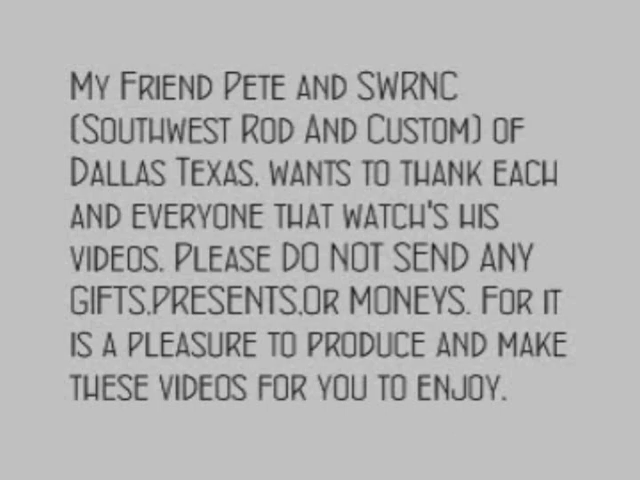 My Friend Pete and SWRNC
(Southwest Rod And Custom) of
Dallas Texas. wants to thank each
and everyone that watch's his
videos. Please DO NOT SEND ANY
GIFTS.PRESENTS.Or MONEYS. For it
is a pleasure to produce and make
these videos for you to enjoy.